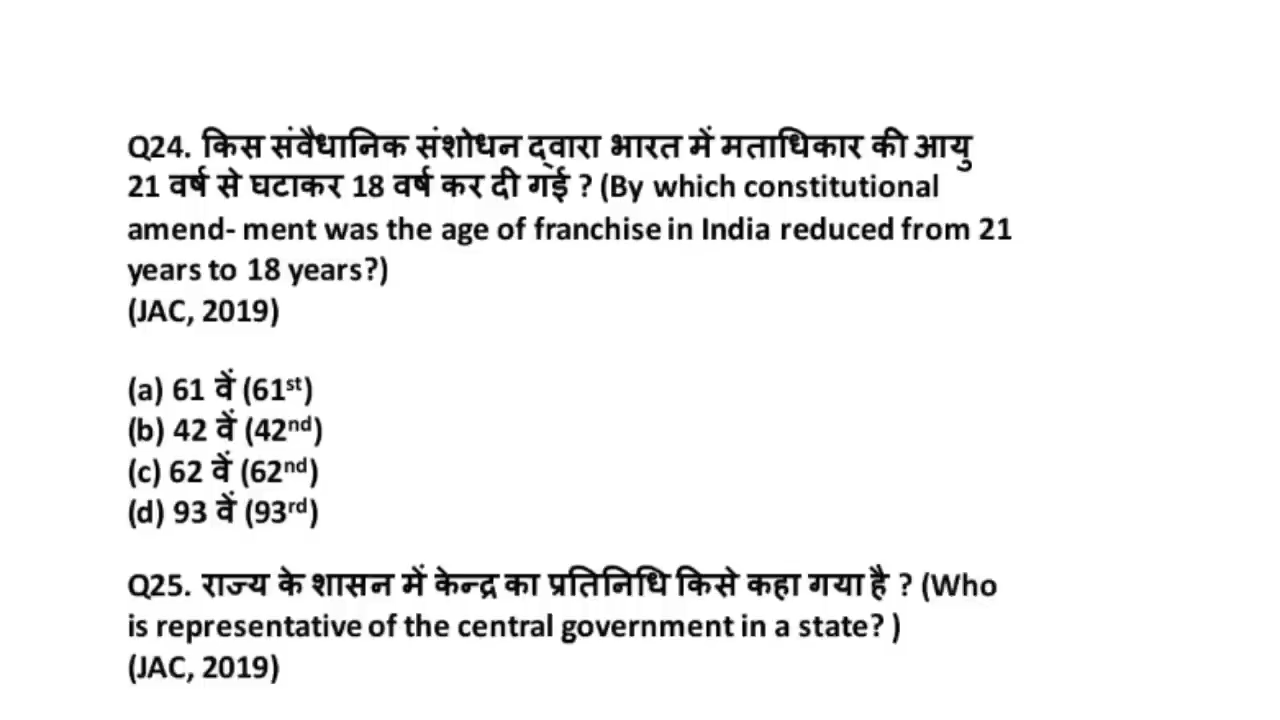 Q24. किस संवैधानिक संशोधन द्वारा भारत में मताधिकार की आयु
21 वर्ष से घटाकर 18 वर्ष कर दी गई ? (By which constitutional
amend- ment was the age of franchise in India reduced from 21
years to 18 years?)
(JAC, 2019)
(a) 61 वें (61st)
(b) 42 वें (42nd)
(c) 62 वें (62nd)
(d) 93 वें (93rd)
Q25. राज्य के शासन में केन्द्र का प्रतिनिधि किसे कहा गया है ? (Who
is representative of the central government in a state? )
(JAC, 2019)